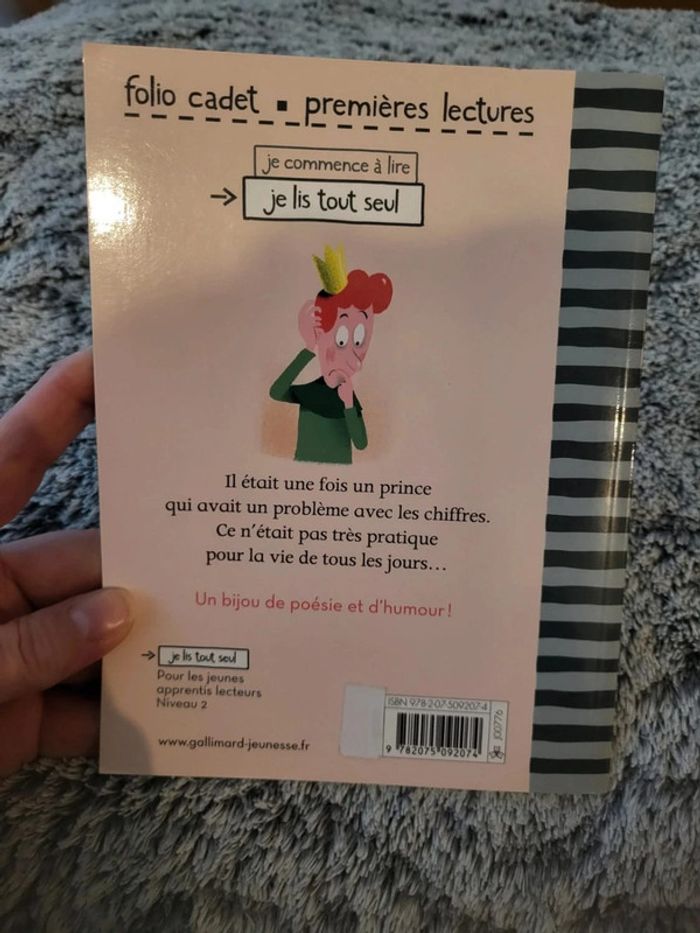 folio cadet ▪ premières lectures
je commence à lire
→ je lis tout seul
Il était une fois un prince
qui avait un problème avec les chiffres.
Ce n'était pas très pratique
pour la vie de tous les jours...
Un bijou de poésie et d'humour!
→ je lis tout seul
Pour les jeunes
apprentis lecteurs
Niveau 2
www.gallimard-jeunesse.fr
ISBN 978-2-07-509207-4
9 782075 092074
J00776